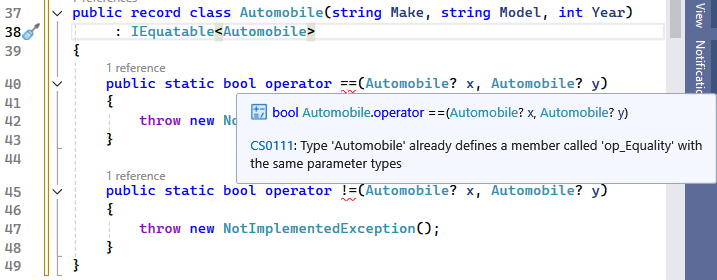 37 public record class Automobile(string Make, string Model, int Year)
38 : IEquatable<Automobile>
39 {
1 reference
40 public static bool operator ==(Automobile? x, Automobile? y)
41 {
42 throw new No
43 }
44
1 reference
45 public static bool operator !=(Automobile? x, Automobile? y)
46 {
47 throw new NotImplementedException();
48 }
49 }
bool Automobile.operator ==(Automobile? x, Automobile? y)
CS0111: Type 'Automobile' already defines a member called 'op_Equality' with
the same parameter types
View